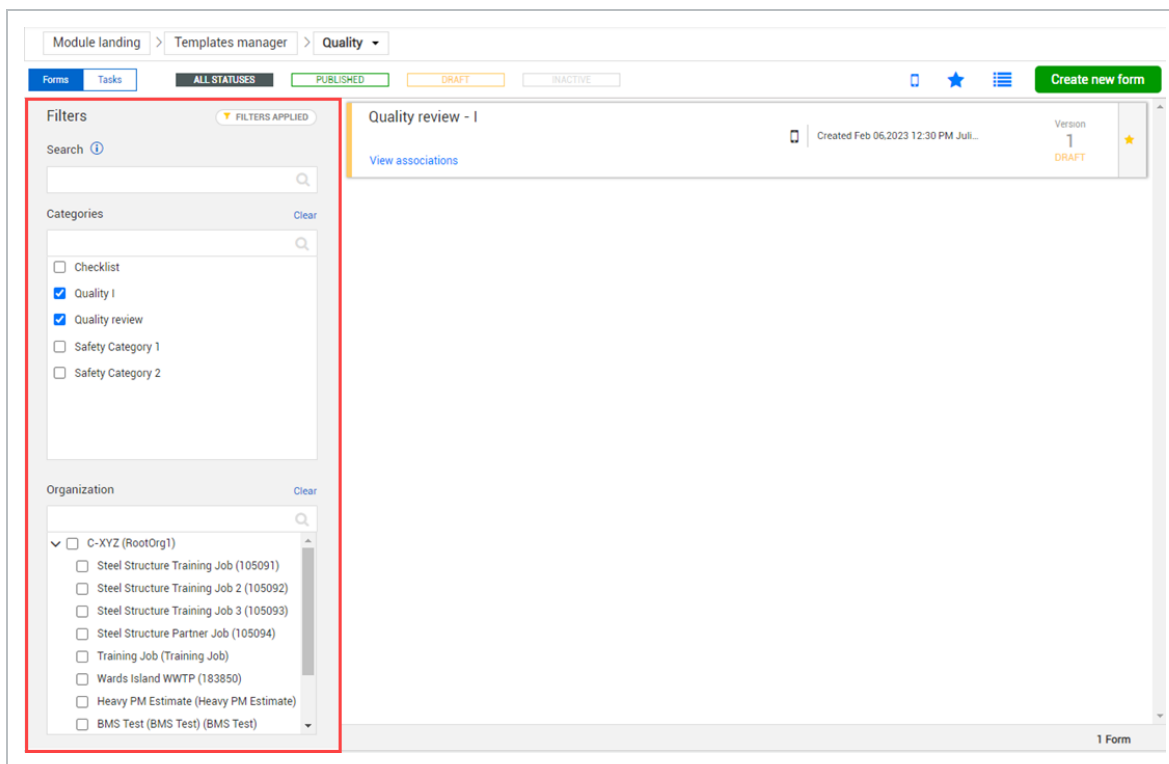 Module landing > Templates manager > Quality
Forms Tasks ALL STATUSES PUBLISHED DRAFT INACTIVE Create new form
Filters FILTERS APPLIED
Search
Categories Clear
Checklist
Quality I
Quality review
Safety Category 1
Safety Category 2
Organization Clear
C-XYZ (RootOrg1)
Steel Structure Training Job (105091)
Steel Structure Training Job 2 (105092)
Steel Structure Training Job 3 (105093)
Steel Structure Partner Job (105094)
Training Job (Training Job)
Wards Island WWTP (183850)
Heavy PM Estimate (Heavy PM Estimate)
BMS Test (BMS Test) (BMS Test)
Quality review - I
Created Feb 06,2023 12:30 PM Juli...
View associations
Version
1
DRAFT
1 Form